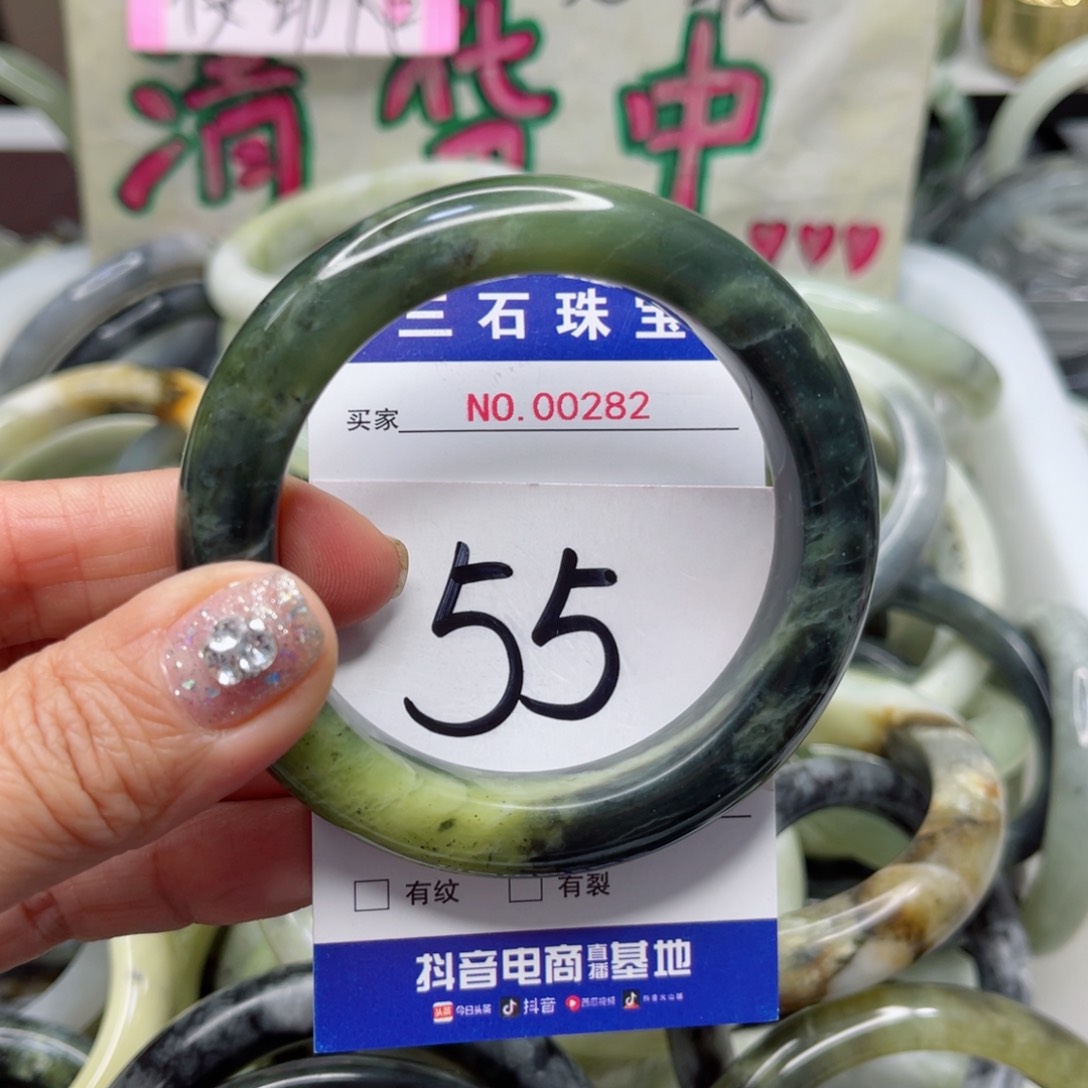 清货中
三石珠宝
买家 NO.00282
55
有纹 有裂
抖音电商直播基地
今日头条 抖音 西瓜视频